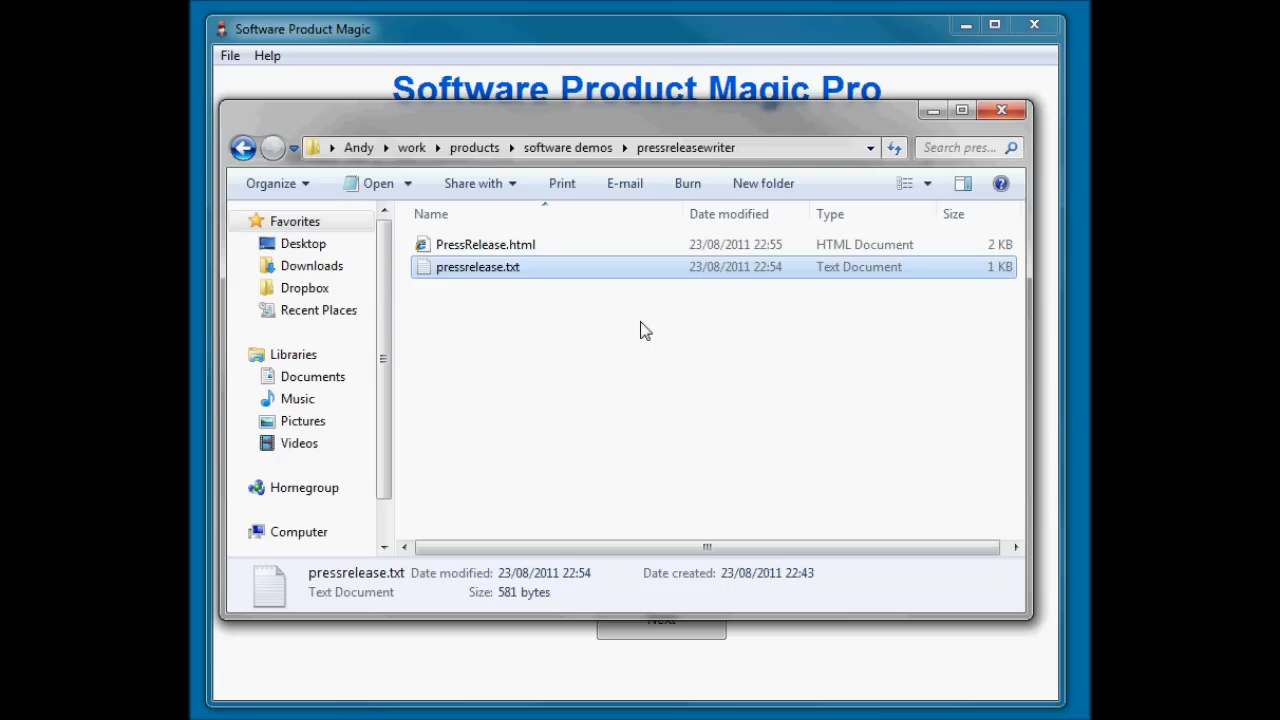 Software Product Magic
File Help
Software Product Magic Pro
Andy work products software demos pressreleasewriter Search pres...
Organize Open Share with Print E-mail Burn New folder
Favorites
Desktop
Downloads
Dropbox
Recent Places
Libraries
Documents
Music
Pictures
Videos
Homegroup
Computer
Name Date modified Type Size
PressRelease.html 23/08/2011 22:55 HTML Document 2 KB
pressrelease.txt 23/08/2011 22:54 Text Document 1 KB
pressrelease.txt Date modified: 23/08/2011 22:54 Date created: 23/08/2011 22:43
Text Document Size: 581 bytes
Next